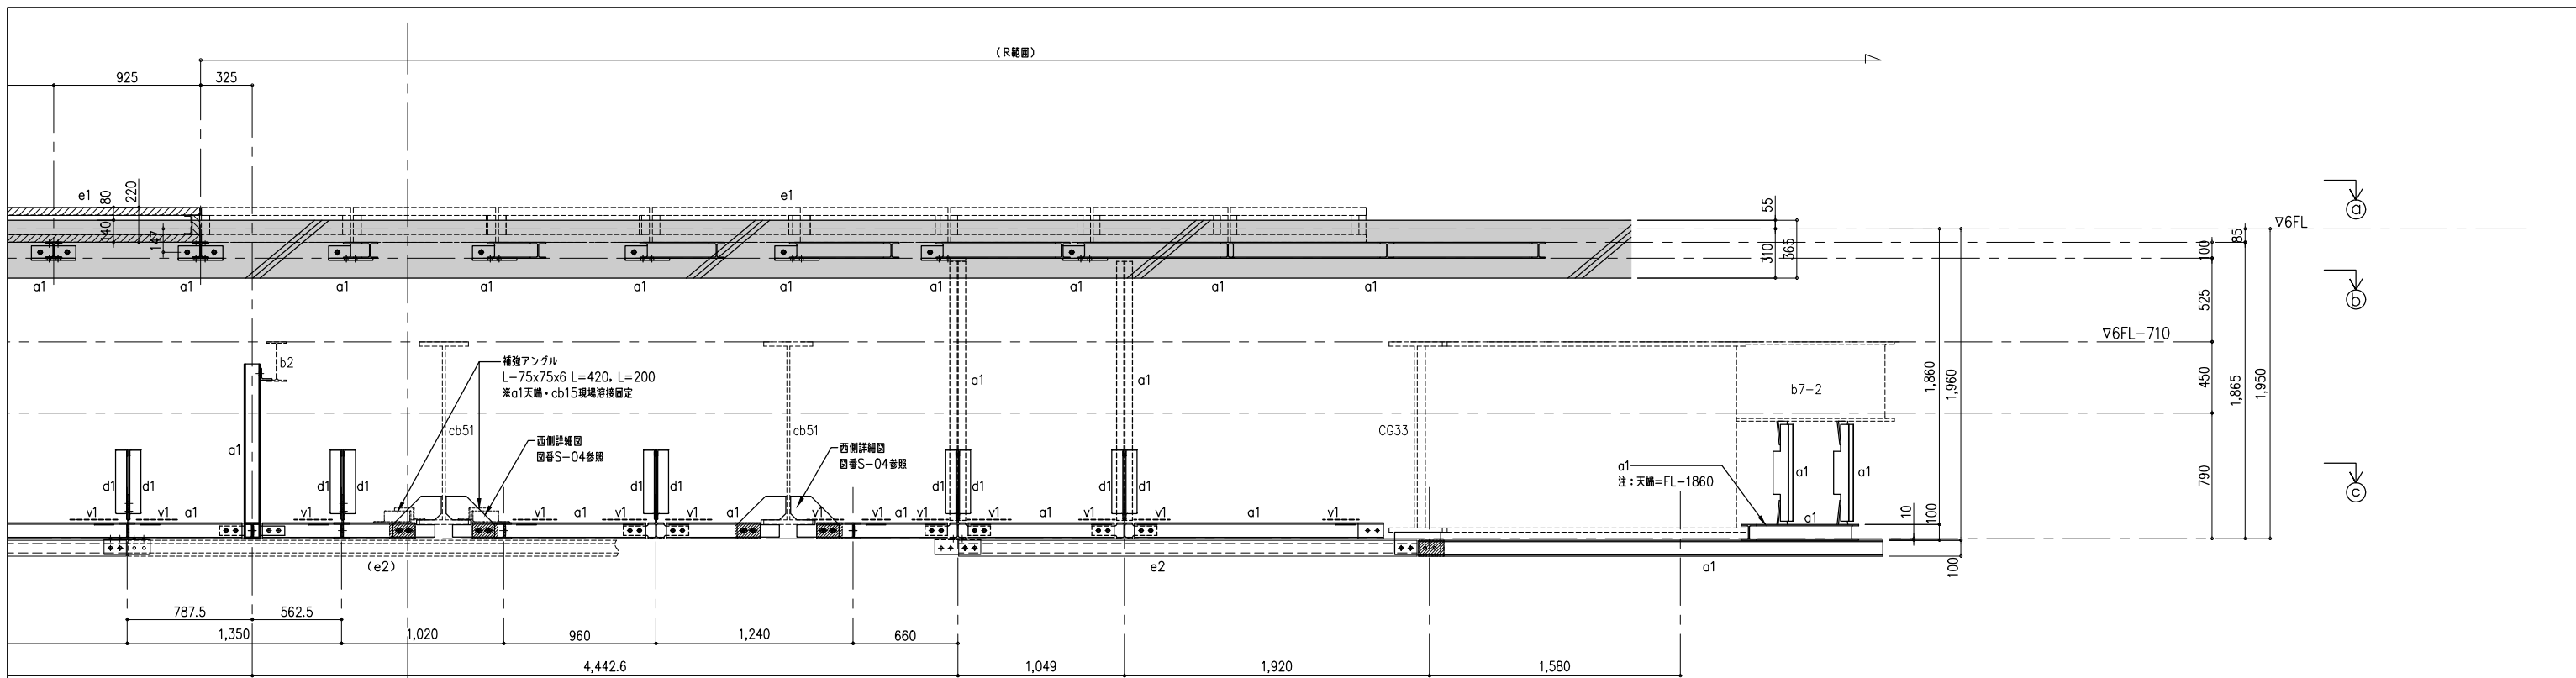 (R範囲)
925
325
e1
80
220
140
147
e1
55
310
365
a
▽6FL
85
100
b
a1
a1
a1
a1
a1
a1
a1
a1
a1
a1
525
▽6FL-710
b2
補強アングル
L-75x75x6 L=420, L=200
※a1天端・cb15現場溶接固定
a1
a1
1,860
1,960
450
1,865
1,950
b7-2
cb51
西側詳細図
図番S-04参照
cb51
西側詳細図
図番S-04参照
CG33
a1
a1
注:天端=FL-1860
a1
a1
790
c
d1
d1
d1
d1
d1
d1
d1
d1
d1
d1
v1
v1
a1
v1
v1
v1
v1
a1
v1
v1
a1
v1
v1
a1
v1
v1
a1
v1
a1
10
100
(e2)
e2
a1
100
787.5
562.5
1,350
1,020
960
1,240
660
4,442.6
1,049
1,920
1,580